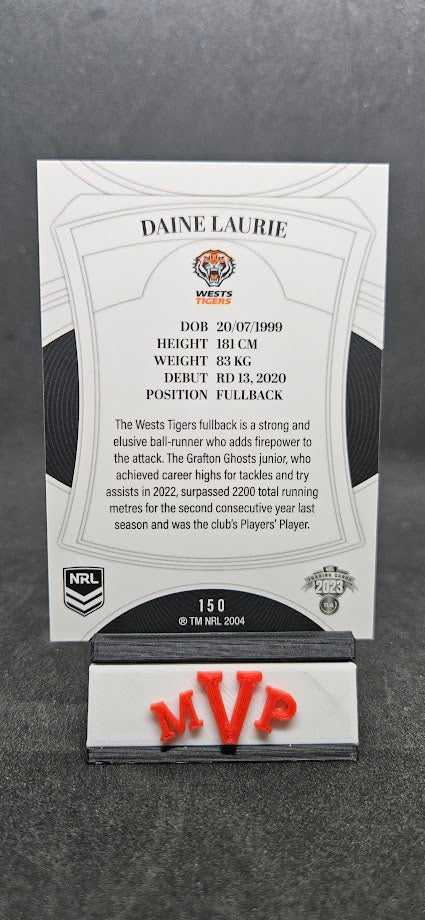 DAINE LAURIE
WESTS
TIGERS
DOB 20/07/1999
HEIGHT 181 CM
WEIGHT 83 KG
DEBUT RD 13, 2020
POSITION FULLBACK
The Wests Tigers fullback is a strong and
elusive ball-runner who adds firepower to
the attack. The Grafton Ghosts junior, who
achieved career highs for tackles and try
assists in 2022, surpassed 2200 total running
metres for the second consecutive year last
season and was the club's Players' Player.
NRL
TRADING CARDS
2023
TLA
150
® TM NRL 2004
MVP